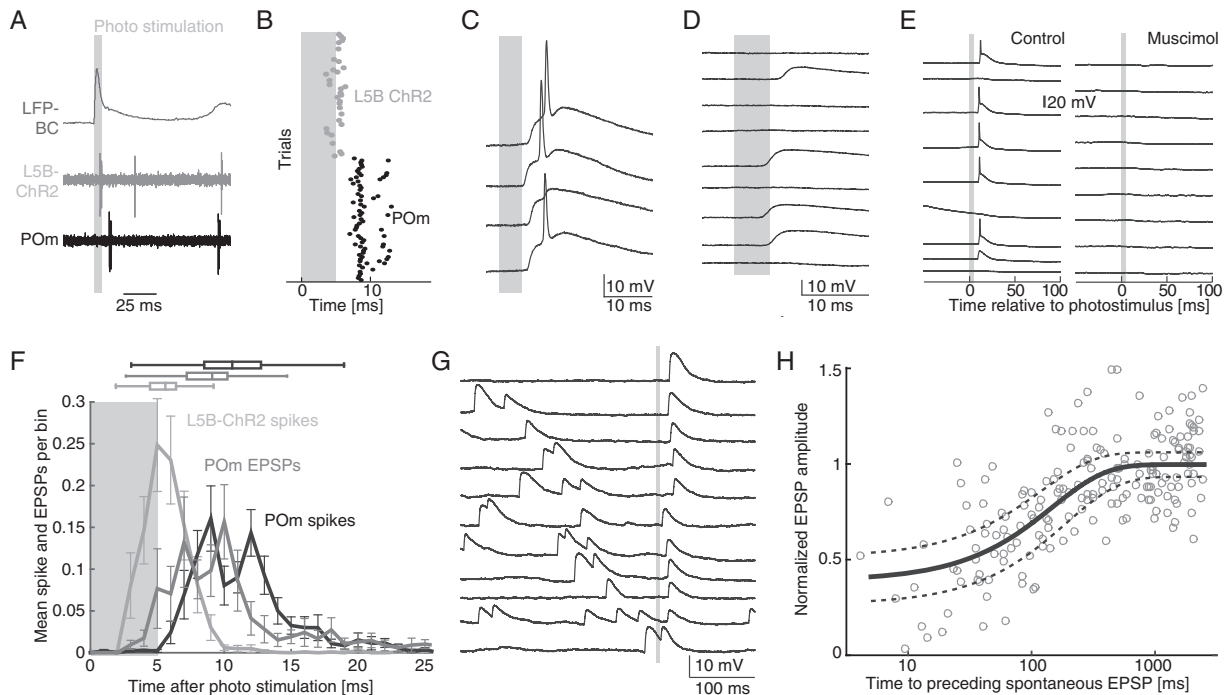 A
Photo stimulation
LFP-
BC
L5B-
ChR2
POm
25 ms
B
Trials
L5B ChR2
POm
0 10
Time [ms]
C
10 mV
10 ms
D
10 mV
10 ms
E
Control
Muscimol
20 mV
0 50 100
0 50 100
Time relative to photostimulus [ms]
F
Mean spike and EPSPs per bin
0.3
0.25
0.2
0.15
0.1
0.05
0
L5B-ChR2 spikes
POm EPSPs
POm spikes
0 5 10 15 20 25
Time after photo stimulation [ms]
G
10 mV
100 ms
H
Normalized EPSP amplitude
1.5
1
0.5
0
10 100 1000
Time to preceding spontaneous EPSP [ms]